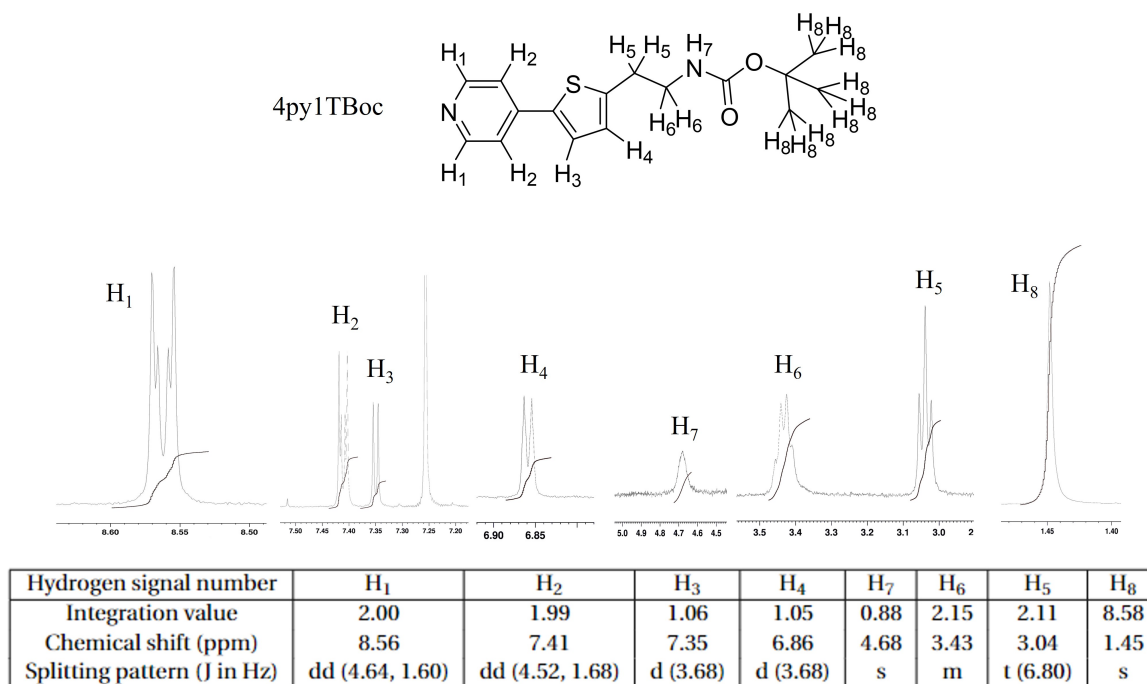 H1 H2 H5 H5 H7 H8 H8 H8
4py1TBoc N S N O O H8 H8 H8
H6 H6 H8 H8 H8
H1 H2 H3 H4
H1 H2 H3 H4 H7 H6 H5 H8
8.60 8.55 8.50
7.50 7.45 7.40 7.35 7.30 7.25 7.20
6.90 6.85
5.0 4.9 4.8 4.7 4.6 4.5
3.5 3.4 3.3 3.2 3.1 3.0 2
1.45 1.40
Hydrogen signal number H1 H2 H3 H4 H7 H6 H5 H8
Integration value 2.00 1.99 1.06 1.05 0.88 2.15 2.11 8.58
Chemical shift (ppm) 8.56 7.41 7.35 6.86 4.68 3.43 3.04 1.45
Splitting pattern (J in Hz) dd (4.64, 1.60) dd (4.52, 1.68) d (3.68) d (3.68) s m t (6.80) s